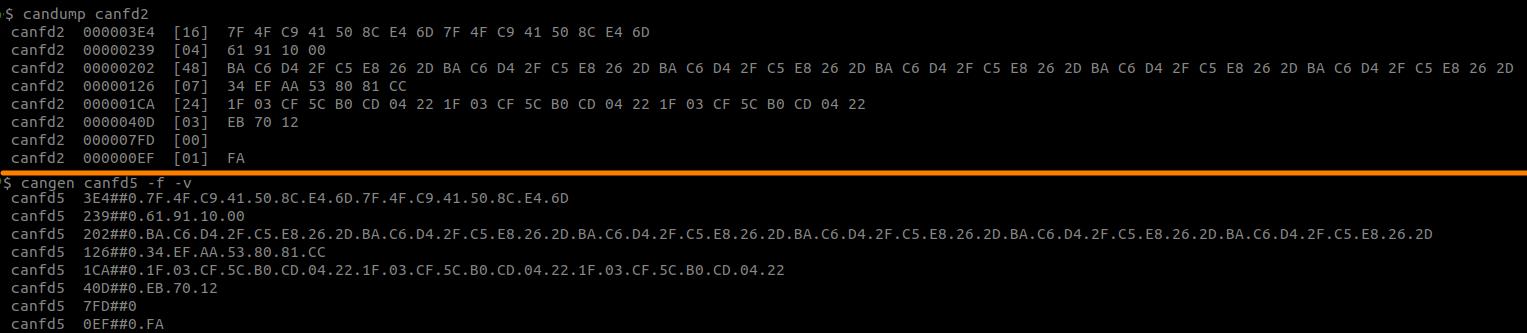 $ candump canfd2
canfd2 000003E4 [16] 7F 4F C9 41 50 8C E4 6D 7F 4F C9 41 50 8C E4 6D
canfd2 00000239 [04] 61 91 10 00
canfd2 00000202 [48] BA C6 D4 2F C5 E8 26 2D BA C6 D4 2F C5 E8 26 2D BA C6 D4 2F C5 E8 26 2D BA C6 D4 2F C5 E8 26 2D BA C6 D4 2F C5 E8 26 2D BA C6 D4 2F C5 E8 26 2D
canfd2 00000126 [07] 34 EF AA 53 80 81 CC
canfd2 000001CA [24] 1F 03 CF 5C B0 CD 04 22 1F 03 CF 5C B0 CD 04 22 1F 03 CF 5C B0 CD 04 22
canfd2 0000040D [03] EB 70 12
canfd2 000007FD [00]
canfd2 000000EF [01] FA
$ cangen canfd5 -f -v
canfd5 3E4##0.7F.4F.C9.41.50.8C.E4.6D.7F.4F.C9.41.50.8C.E4.6D
canfd5 239##0.61.91.10.00
canfd5 202##0.BA.C6.D4.2F.C5.E8.26.2D.BA.C6.D4.2F.C5.E8.26.2D.BA.C6.D4.2F.C5.E8.26.2D.BA.C6.D4.2F.C5.E8.26.2D.BA.C6.D4.2F.C5.E8.26.2D.BA.C6.D4.2F.C5.E8.26.2D
canfd5 126##0.34.EF.AA.53.80.81.CC
canfd5 1CA##0.1F.03.CF.5C.B0.CD.04.22.1F.03.CF.5C.B0.CD.04.22.1F.03.CF.5C.B0.CD.04.22
canfd5 40D##0.EB.70.12
canfd5 7FD##0
canfd5 0EF##0.FA